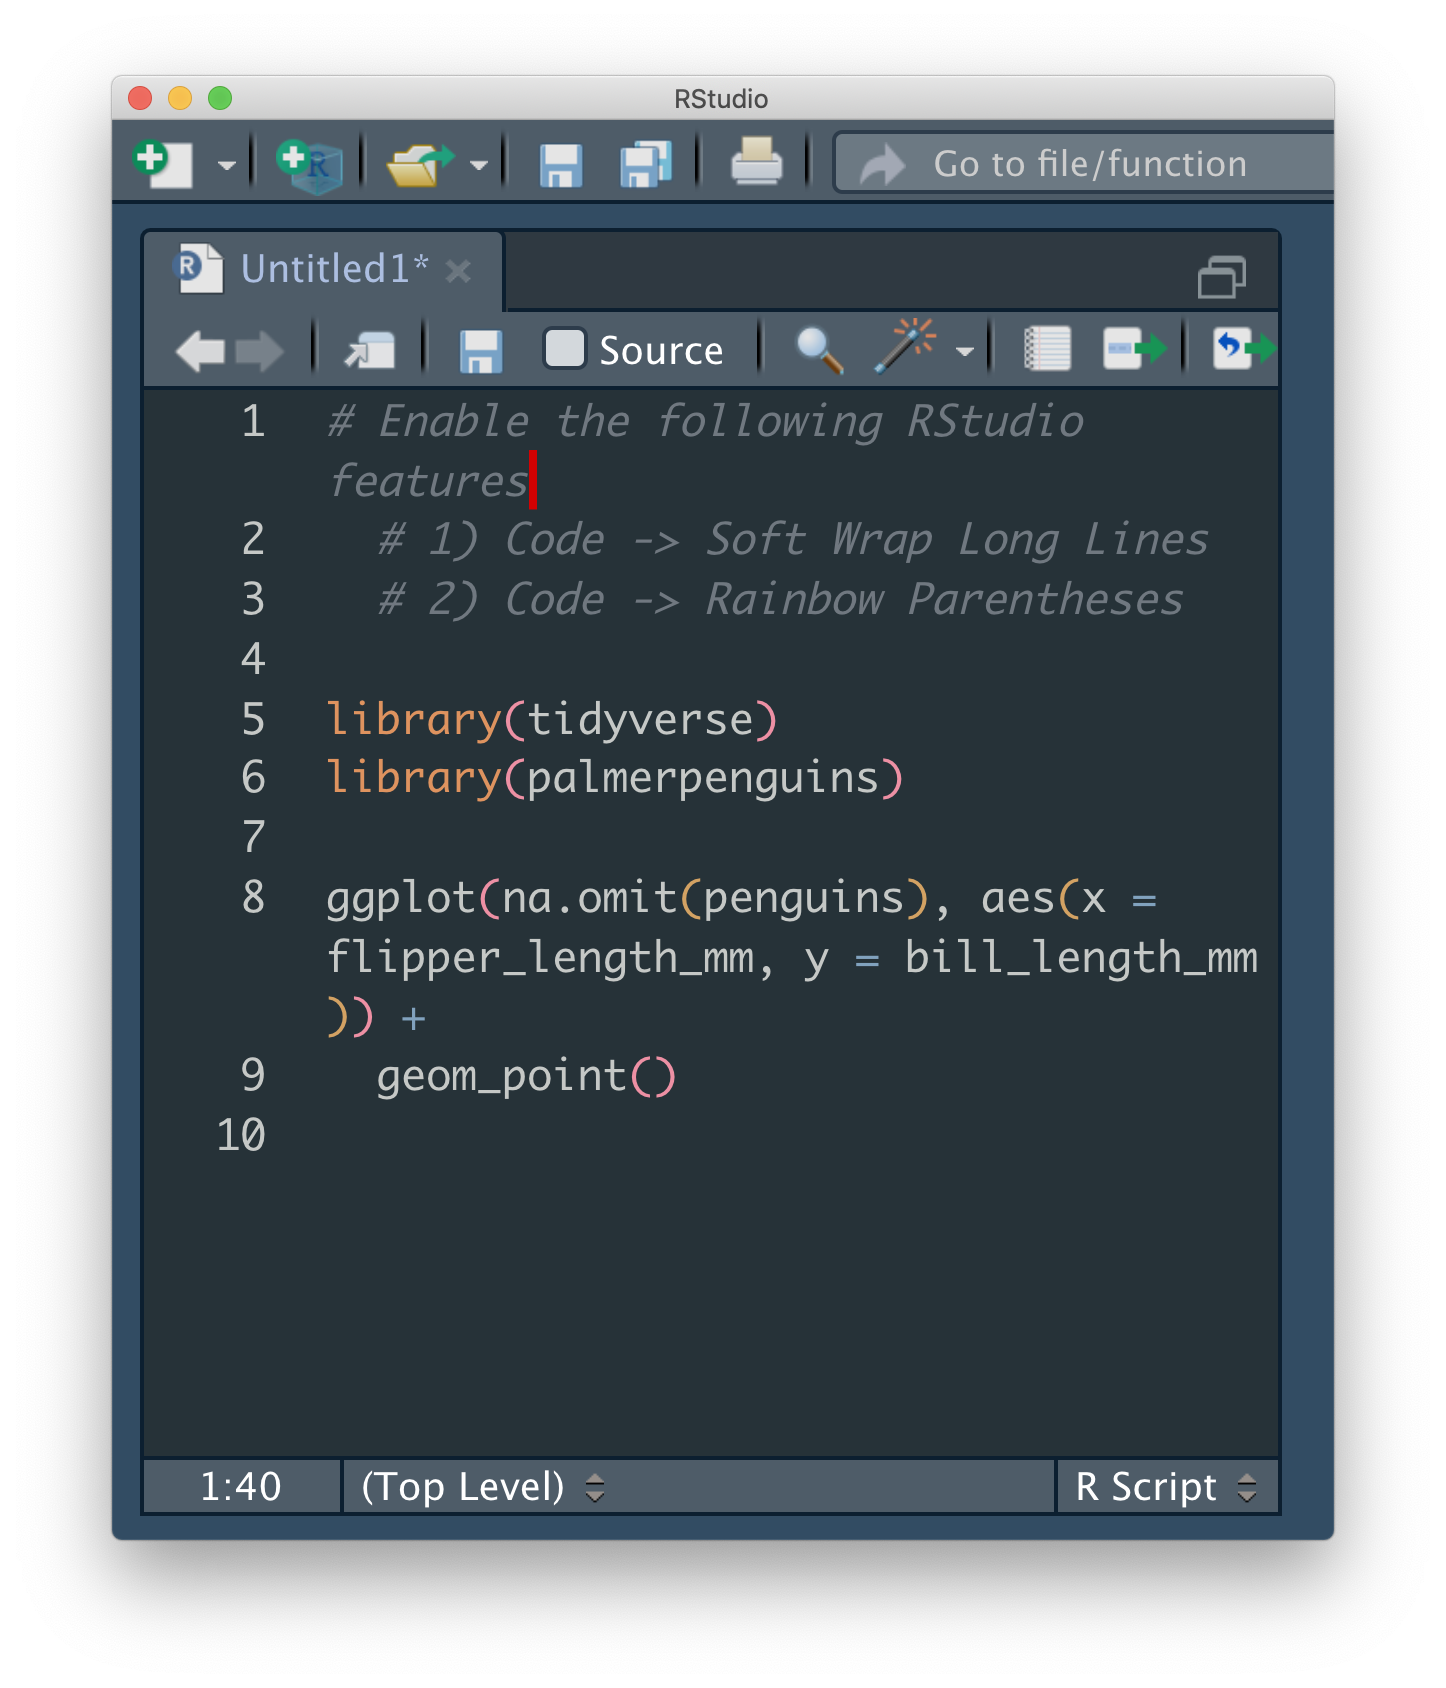 RStudio
Go to file/function
Untitled1*
Source
1 # Enable the following RStudio
features
2 # 1) Code -> Soft Wrap Long Lines
3 # 2) Code -> Rainbow Parentheses
4
5 library(tidyverse)
6 library(palmerpenguins)
7
8 ggplot(na.omit(penguins), aes(x =
flipper_length_mm, y = bill_length_mm
)) +
9 geom_point()
10
1:40 (Top Level) R Script